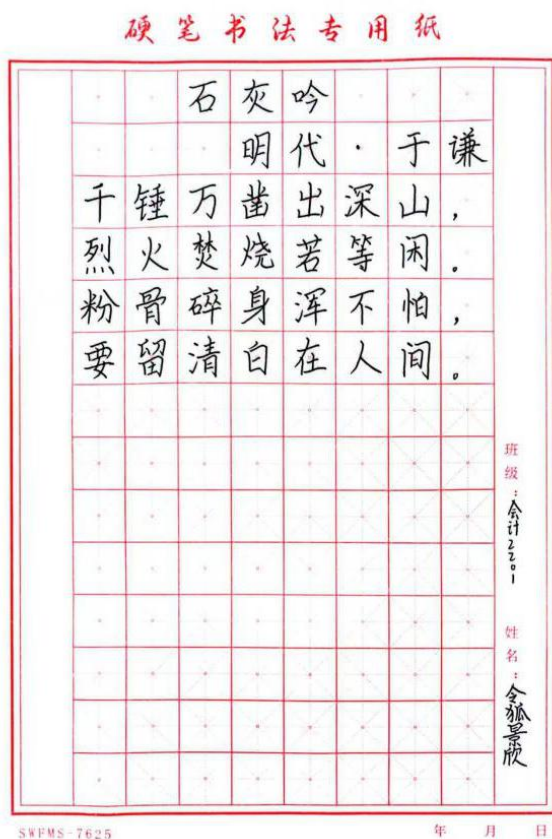 硬笔书法专用纸
石灰吟
明代·于谦
千锤万凿出深山，
烈火焚烧若等闲。
粉骨碎身浑不怕，
要留清白在人间。
班级：会计2201
姓名：令狐景欣
SWFMS-7625
年 月 日